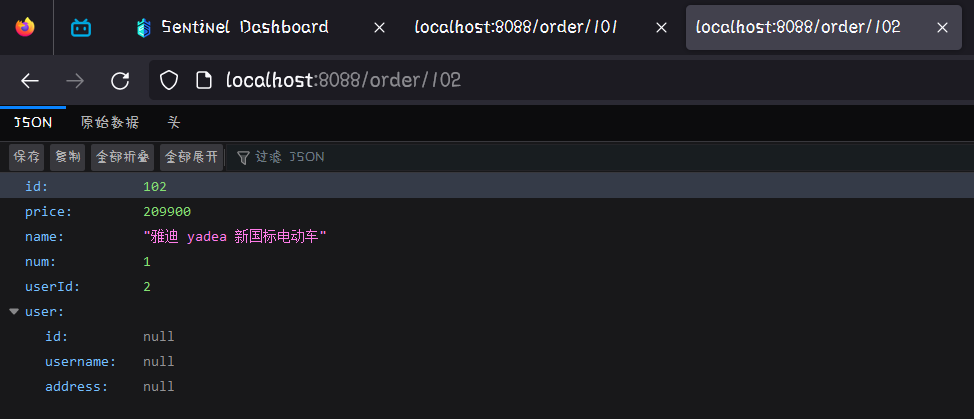 Sentinel Dashboard localhost:8088/order/101 localhost:8088/order/102
localhost:8088/order/102
JSON 原始数据 头
保存 复制 全部折叠 全部展开 过滤 JSON
id: 102
price: 209900
name: "雅迪 yadea 新国标电动车"
num: 1
userId: 2
user:
id: null
username: null
address: null